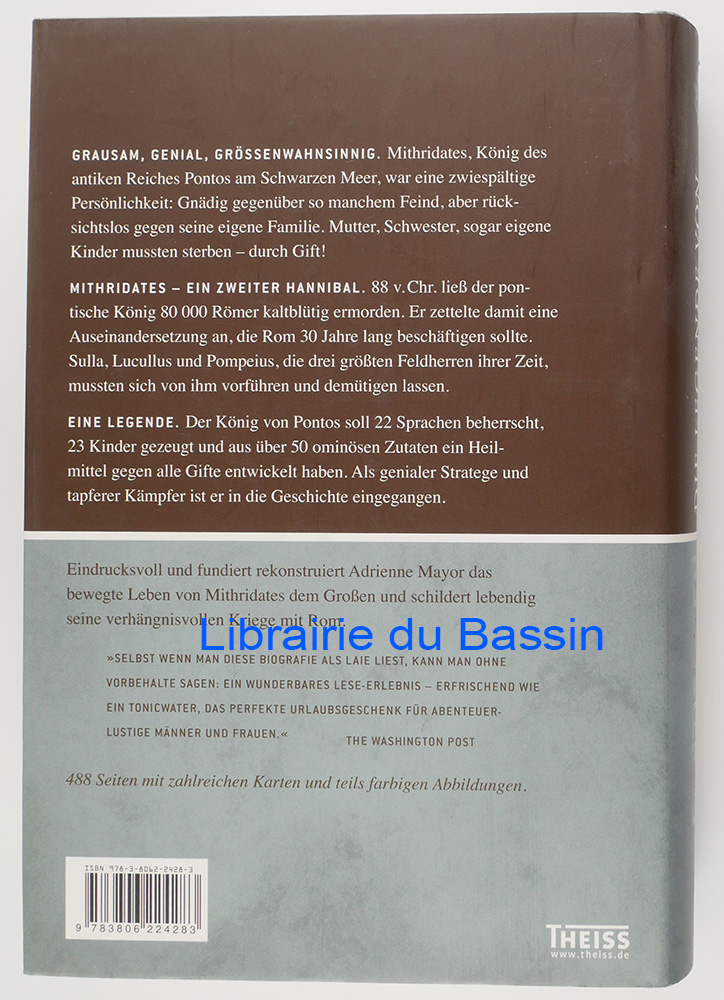 GRAUSAM, GENIAL, GRÖSSENWAHNSINNIG. Mithridates, König des
antiken Reiches Pontos am Schwarzen Meer, war eine zwiespältige
Persönlichkeit: Gnädig gegenüber so manchem Feind, aber rück-
sichtslos gegen seine eigene Familie. Mutter, Schwester, sogar eigene
Kinder mussten sterben – durch Gift!
MITHRIDATES – EIN ZWEITER HANNIBAL. 88 v. Chr. ließ der pon-
tische König 80 000 Römer kaltblütig ermorden. Er zettelte damit eine
Auseinandersetzung an, die Rom 30 Jahre lang beschäftigen sollte.
Sulla, Lucullus und Pompeius, die drei größten Feldherren ihrer Zeit,
mussten sich von ihm vorführen und demütigen lassen.
EINE LEGENDE. Der König von Pontos soll 22 Sprachen beherrscht,
23 Kinder gezeugt und aus über 50 ominösen Zutaten ein Heil-
mittel gegen alle Gifte entwickelt haben. Als genialer Stratege und
tapferer Kämpfer ist er in die Geschichte eingegangen.
Eindrucksvoll und fundiert rekonstruiert Adrienne Mayor das
bewegte Leben von Mithridates dem Großen und schildert lebendig
seine verhängnisvollen Kriege mit Rom.
Librairie du Bassin
»SELBST WENN MAN DIESE BIOGRAFIE ALS LAIE LIEST, KANN MAN OHNE
VORBEHALTE SAGEN: EIN WUNDERBARES LESE-ERLEBNIS – ERFRISCHEND WIE
EIN TONICWATER, DAS PERFEKTE URLAUBSGESCHENK FÜR ABENTEUER-
LUSTIGE MÄNNER UND FRAUEN.«
THE WASHINGTON POST
488 Seiten mit zahlreichen Karten und teils farbigen Abbildungen.
ISBN 978-3-8062-2428-3
9 783806 224283
THEISS
www.theiss.de
DIE LEGENDE VON